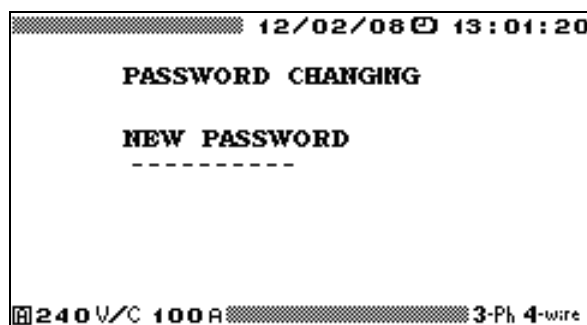 12/02/08 13:01:20
PASSWORD CHANGING
NEW PASSWORD
----------
A 240 V/C 100 A 3-Ph 4-wire